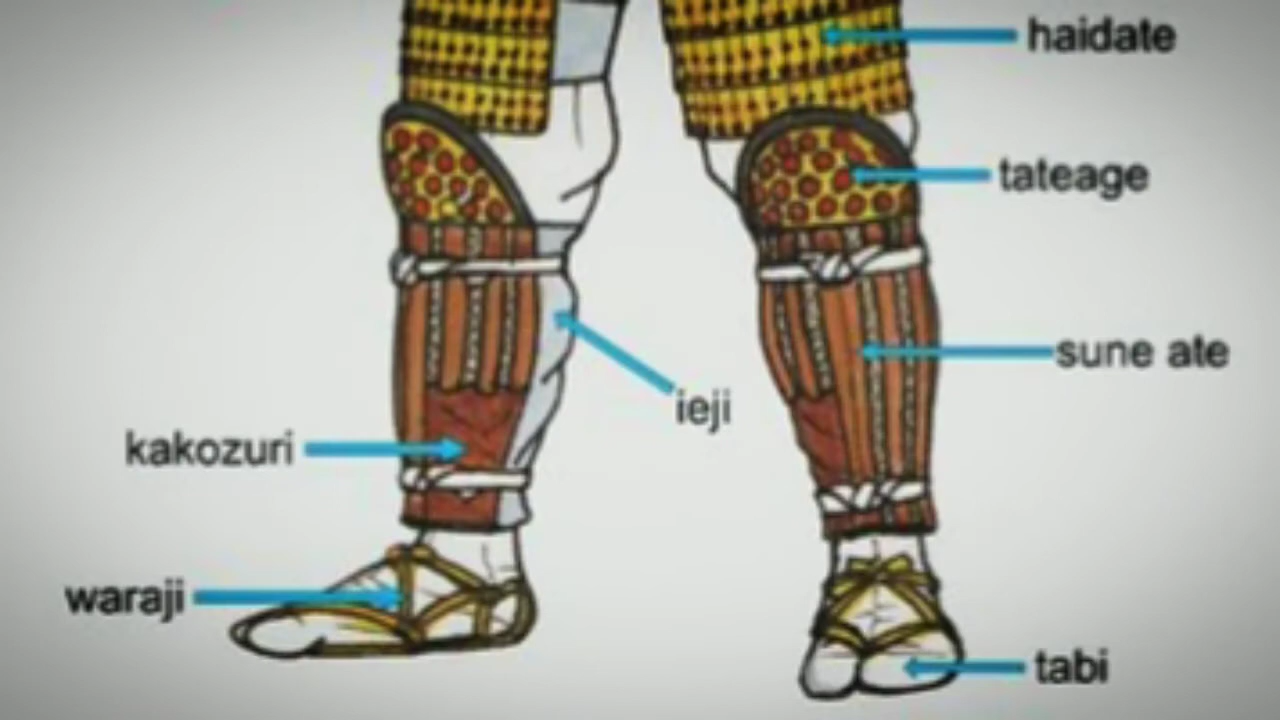 haidate
tateage
sune ate
ieji
kakozuri
waraji
tabi